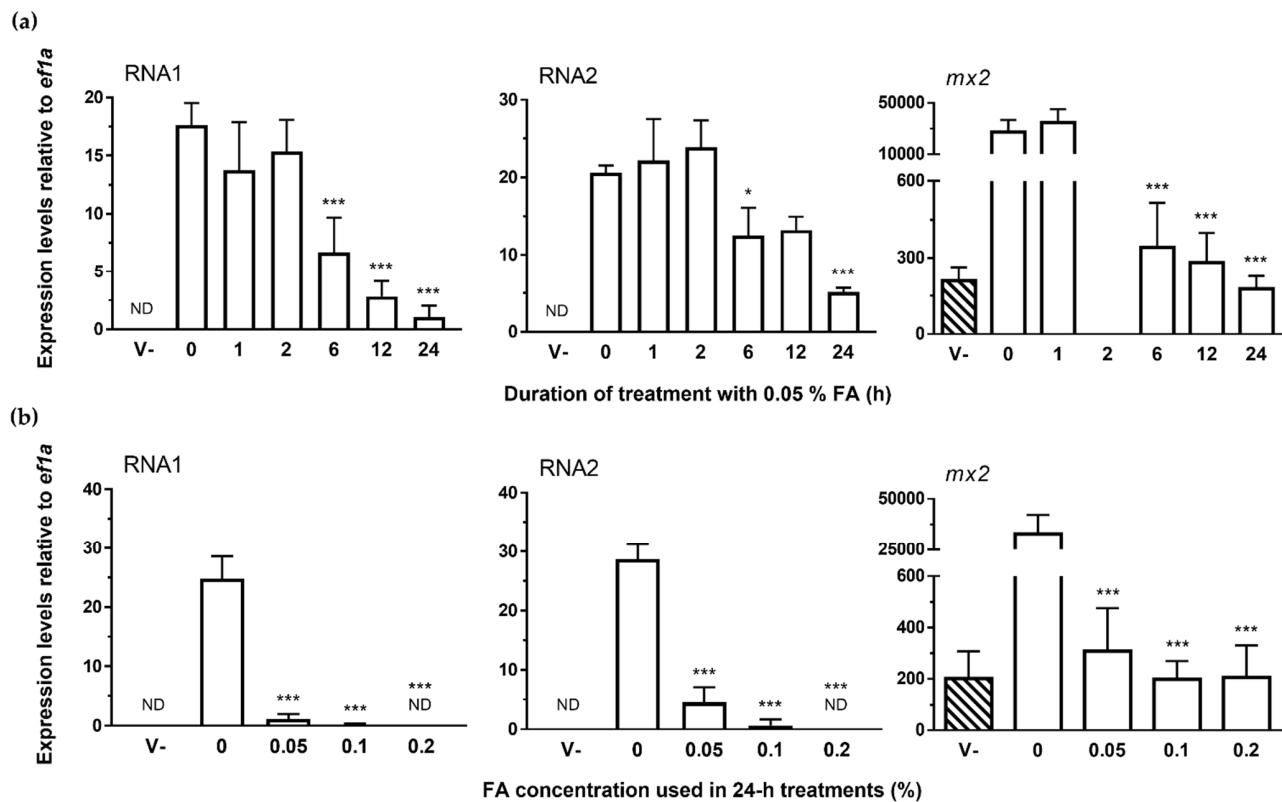 (a)
Expression levels relative to ef1a
RNA1
20
15
10
5
0
ND
***
***
***
V- 0 1 2 6 12 24
RNA2
30
20
10
0
ND
*
***
V- 0 1 2 6 12 24
mx2
50000
10000
600
300
0
***
***
***
V- 0 1 2 6 12 24
Duration of treatment with 0.05 % FA (h)
(b)
Expression levels relative to ef1a
RNA1
40
30
20
10
0
ND
***
***
***
ND
V- 0 0.05 0.1 0.2
RNA2
40
30
20
10
0
ND
***
***
***
ND
V- 0 0.05 0.1 0.2
mx2
50000
25000
600
400
200
0
***
***
***
V- 0 0.05 0.1 0.2
FA concentration used in 24-h treatments (%)